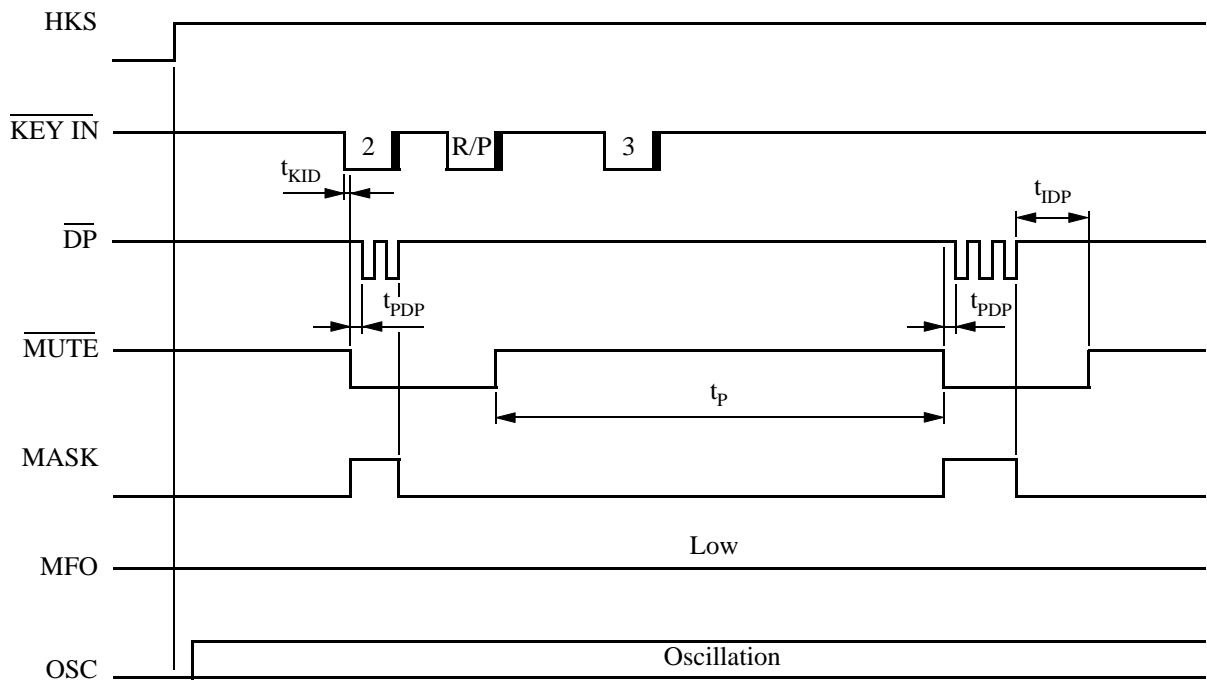 HKS
KEY IN
2
R/P
3
tKID
tIDP
DP
tPDP
tPDP
MUTE
tP
MASK
Low
MFO
Oscillation
OSC